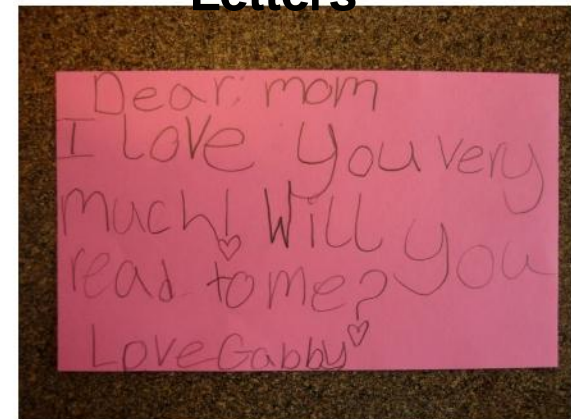 Letters
Dear: mom
I Love you very
much! Will you
read to me?
Love Gabby